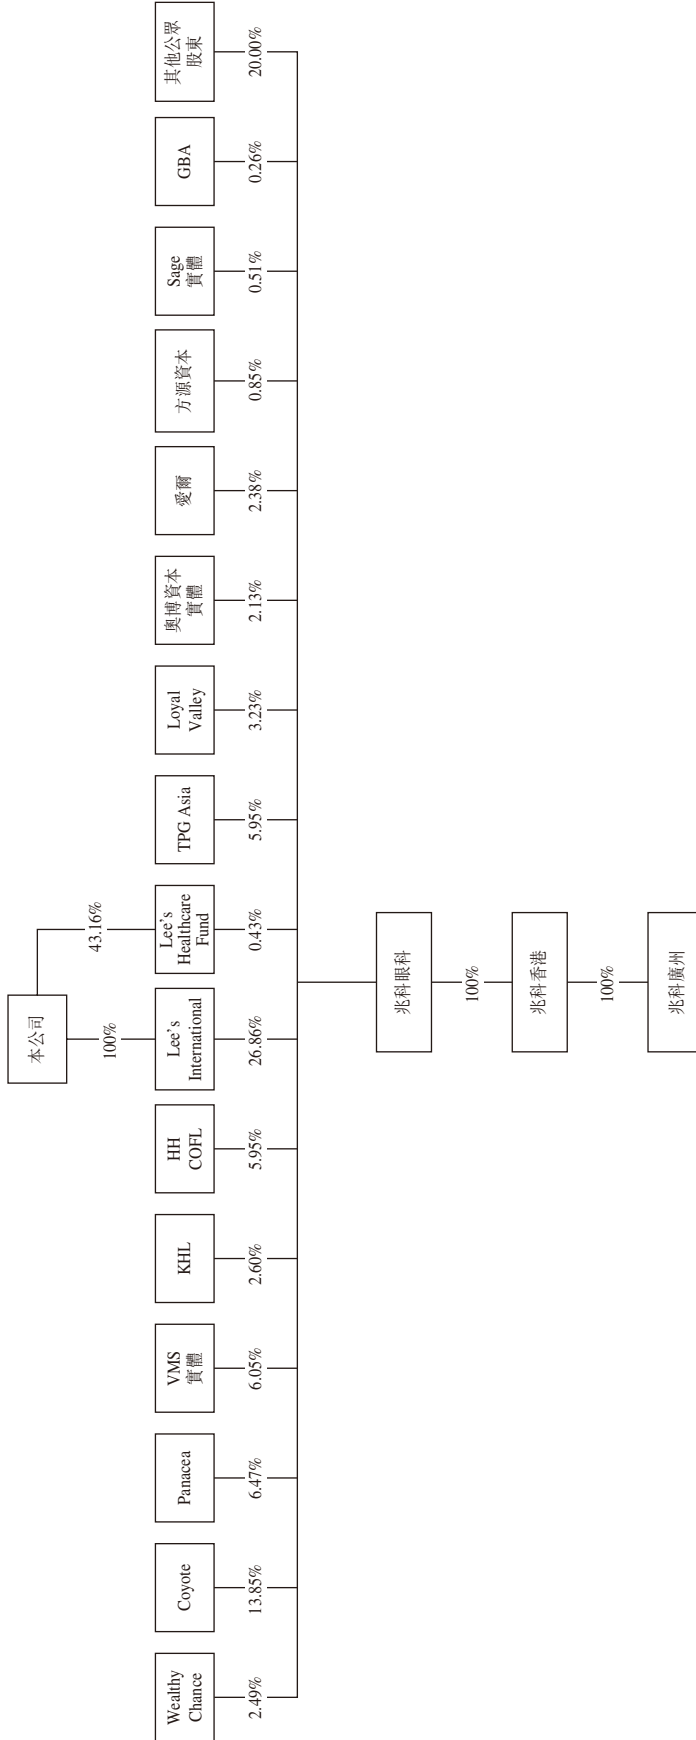 本公司
100%
43.16%
Wealthy
Chance
2.49%
Coyote
13.85%
Panacea
6.47%
VMS
實體
6.05%
KHL
2.60%
HH
COFL
5.95%
Lee's
International
26.86%
Lee's
Healthcare
Fund
0.43%
TPG Asia
5.95%
Loyal
Valley
3.23%
奧博資本
實體
2.13%
愛爾
2.38%
方源資本
0.85%
Sage
實體
0.51%
GBA
0.26%
其他公眾
股東
20.00%
兆科眼科
100%
兆科香港
100%
兆科廣州